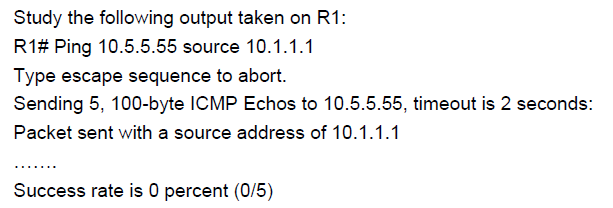 Study the following output taken on R1:
R1# Ping 10.5.5.55 source 10.1.1.1
Type escape sequence to abort.
Sending 5, 100-byte ICMP Echos to 10.5.5.55, timeout is 2 seconds:
Packet sent with a source address of 10.1.1.1
.......
Success rate is 0 percent (0/5)